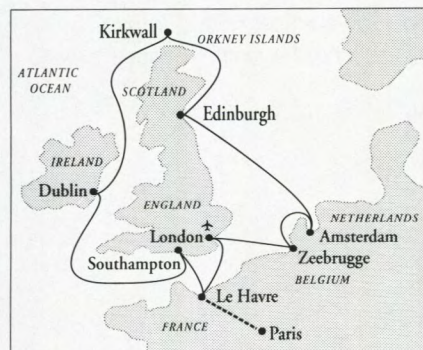 Kirkwall
ORKNEY ISLANDS
ATLANTIC
OCEAN
SCOTLAND
Edinburgh
IRELAND
Dublin
ENGLAND
NETHERLANDS
London
Amsterdam
Zeebrugge
Southampton
BELGIUM
Le Havre
FRANCE
Paris